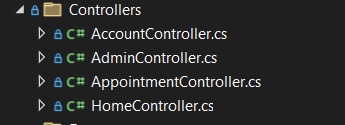 Controllers
C# AccountController.cs
C# AdminController.cs
C# AppointmentController.cs
C# HomeController.cs